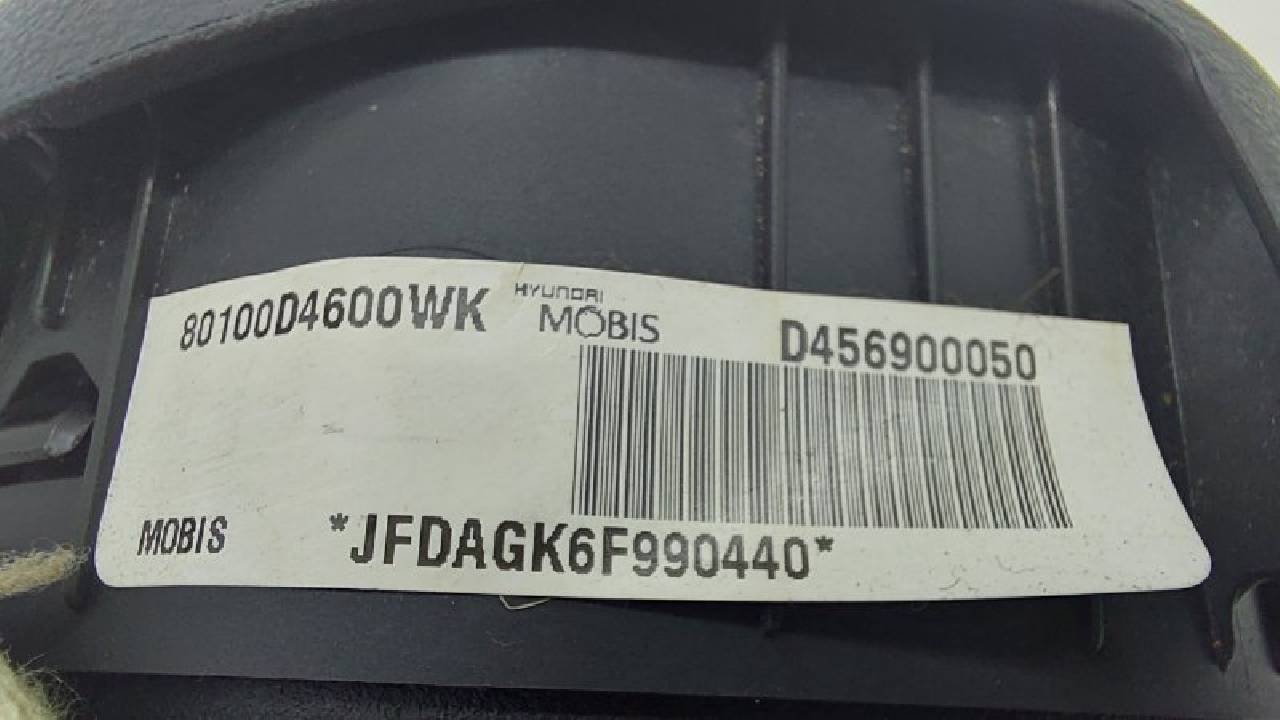 80100D4600WK
HYUNDAI
MOBIS
D456900050
MOBIS
*JFDAGK6F990440*